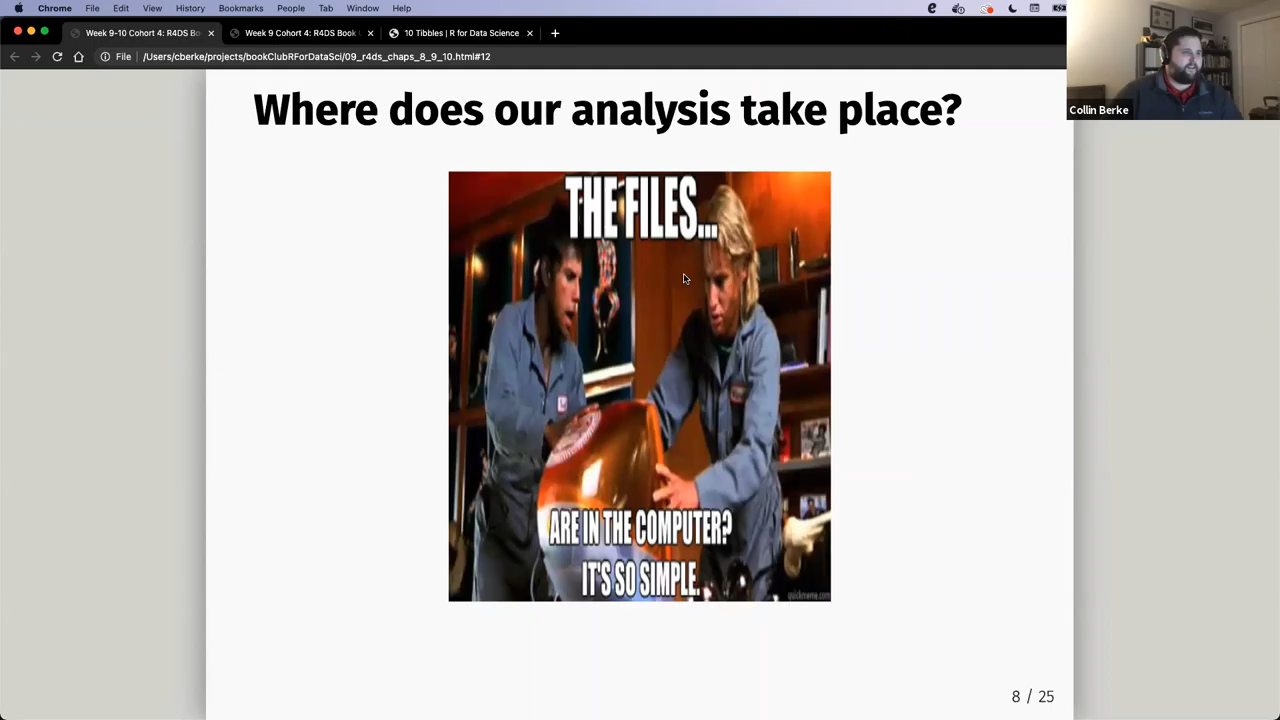 Chrome File Edit View History Bookmarks People Tab Window Help
Week 9-10 Cohort 4: R4DS Bo
Week 9 Cohort 4: R4DS Book
10 Tibbles | R for Data Science
File /Users/cberke/projects/bookClubRForDataSci/09_r4ds_chaps_8_9_10.html#12
Collin Berke
Where does our analysis take place?
THE FILES...
ARE IN THE COMPUTER?
IT'S SO SIMPLE.
quickmeme.com
8 / 25